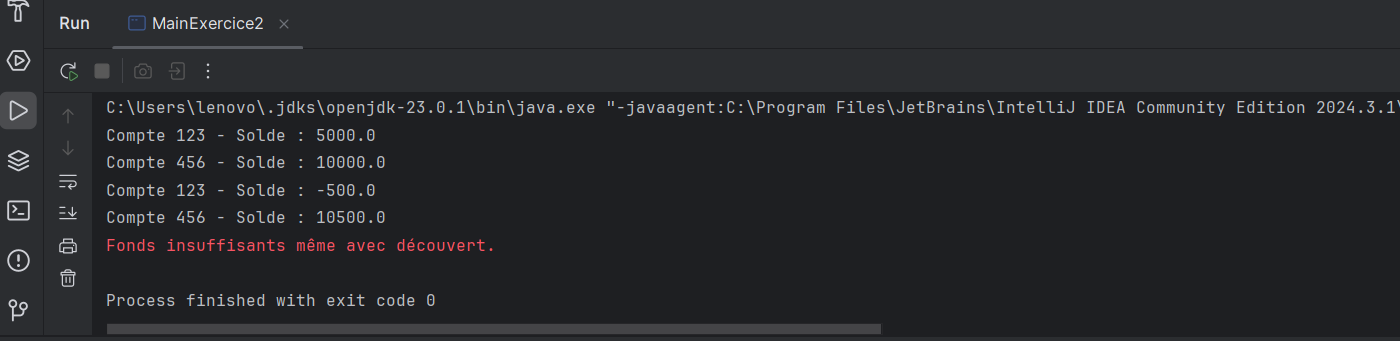 Run MainExercice2
C:\Users\lenovo\.jdks\openjdk-23.0.1\bin\java.exe "-javaagent:C:\Program Files\JetBrains\IntelliJ IDEA Community Edition 2024.3.1\
Compte 123 - Solde : 5000.0
Compte 456 - Solde : 10000.0
Compte 123 - Solde : -500.0
Compte 456 - Solde : 10500.0
Fonds insuffisants même avec découvert.
Process finished with exit code 0